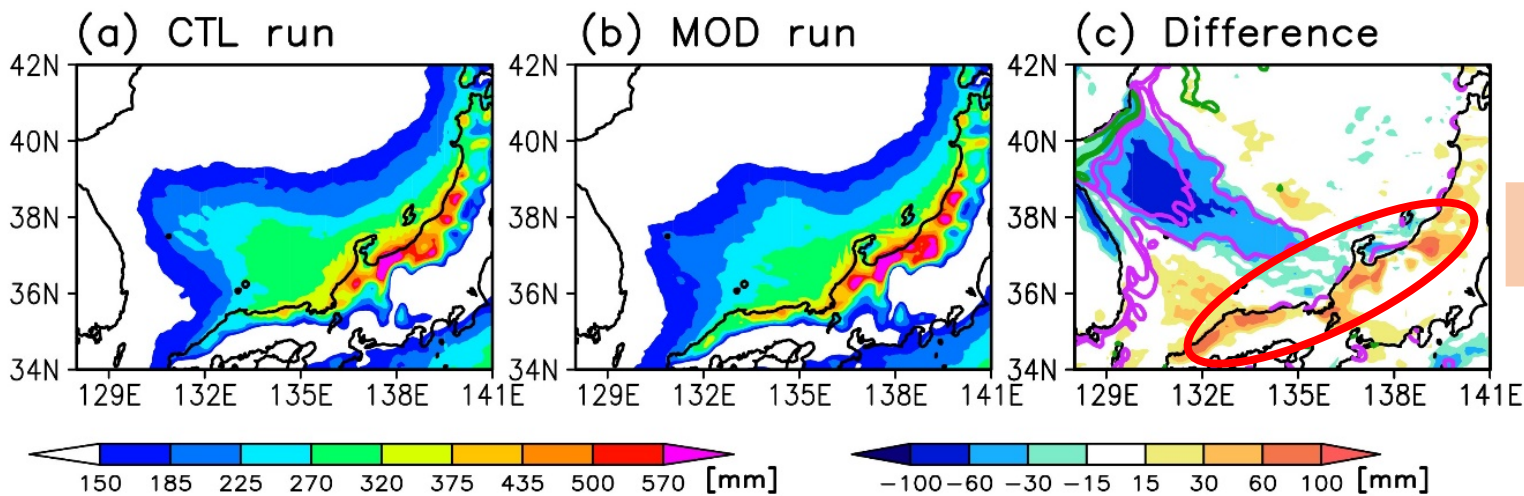 (a) CTL run
(b) MOD run
(c) Difference
42N
40N
38N
36N
34N
129E 132E 135E 138E 141E
42N
40N
38N
36N
34N
129E 132E 135E 138E 141E
42N
40N
38N
36N
34N
129E 132E 135E 138E 141E
150 185 225 270 320 375 435 500 570 [mm]
−100 −60 −30 −15 15 30 60 100 [mm]